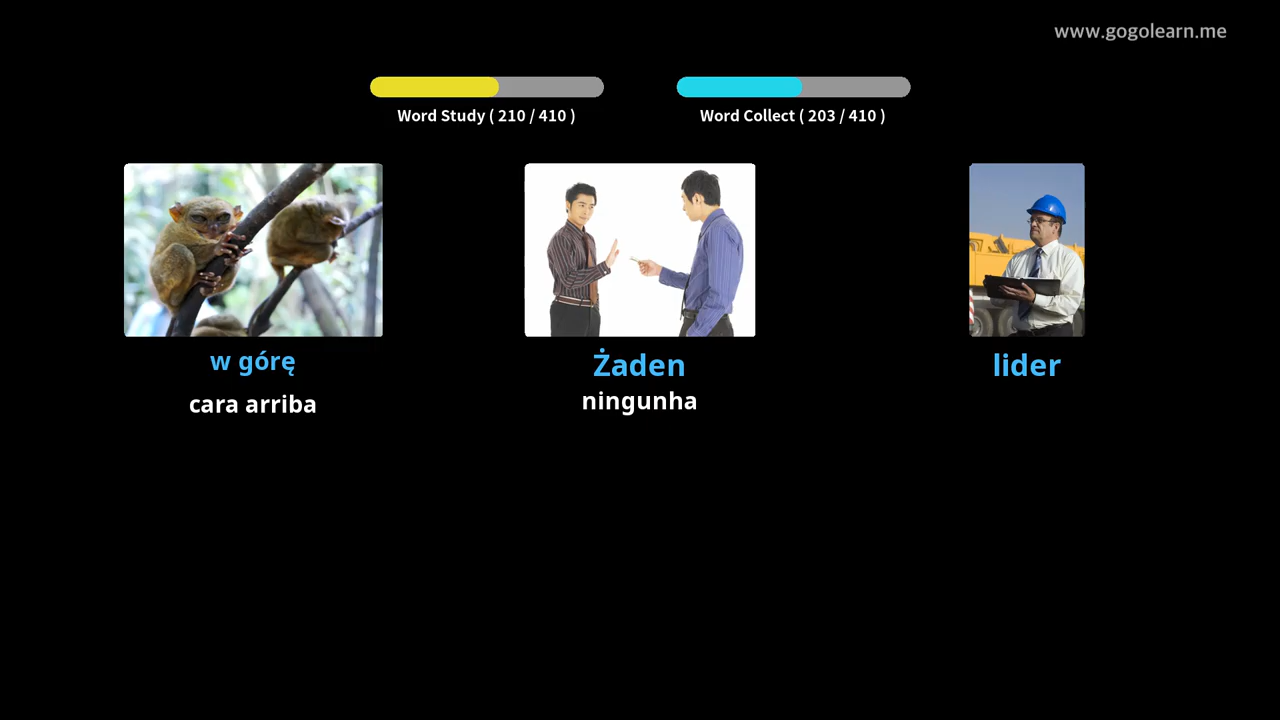 www.gogolearn.me
Word Study ( 210 / 410 )
Word Collect ( 203 / 410 )
w górę
cara arriba
Żaden
ningunha
lider